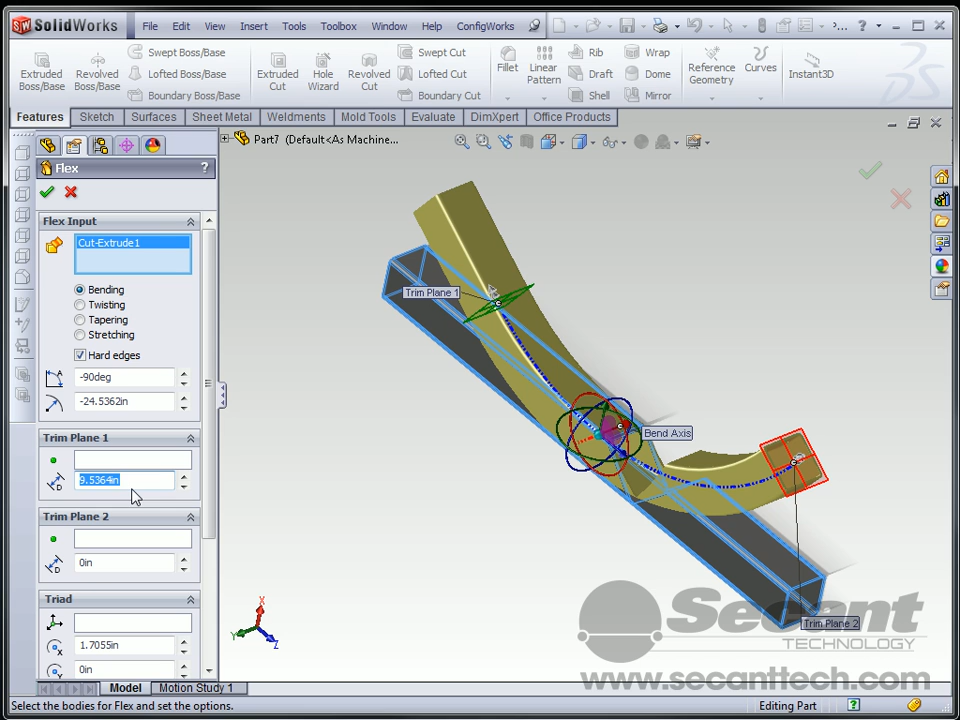 SolidWorks File Edit View Insert Tools Toolbox Window Help ConfigWorks
Extruded Boss/Base
Revolved Boss/Base
Swept Boss/Base
Lofted Boss/Base
Boundary Boss/Base
Extruded Cut
Hole Wizard
Revolved Cut
Swept Cut
Lofted Cut
Boundary Cut
Fillet
Linear Pattern
Rib
Draft
Shell
Wrap
Dome
Mirror
Reference Geometry
Curves
Instant3D
Features Sketch Surfaces Sheet Metal Weldments Mold Tools Evaluate DimXpert Office Products
Part7 (Default<As Machine...
Flex ?
Flex Input
Cut-Extrude1
Bending
Twisting
Tapering
Stretching
Hard edges
-90deg
-24.5362in
Trim Plane 1
9.5364in
Trim Plane 2
0in
Triad
1.7055in
0in
Trim Plane 1
Bend Axis
Trim Plane 2
X
Y
Z
Secant
TECHNOLOGY
www.secanttech.com
Model Motion Study 1
Select the bodies for Flex and set the options. Editing Part